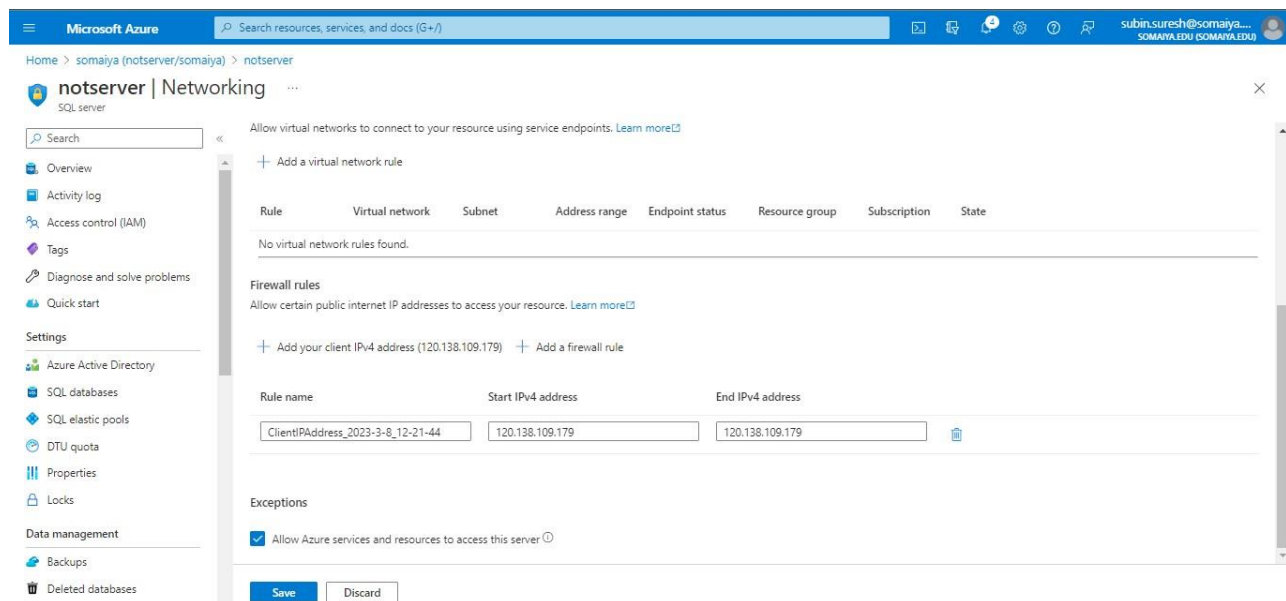 Microsoft Azure
Search resources, services, and docs (G+/)
4
subin.suresh@somaiya....
SOMAIYA.EDU (SOMAIYA.EDU)
Home > somaiya (notserver/somaiya) > notserver
notserver | Networking ...
SQL server
Search
«
Overview
Activity log
Access control (IAM)
Tags
Diagnose and solve problems
Quick start
Settings
Azure Active Directory
SQL databases
SQL elastic pools
DTU quota
Properties
Locks
Data management
Backups
Deleted databases
Allow virtual networks to connect to your resource using service endpoints. Learn more
+ Add a virtual network rule
Rule Virtual network Subnet Address range Endpoint status Resource group Subscription State
No virtual network rules found.
Firewall rules
Allow certain public internet IP addresses to access your resource. Learn more
+ Add your client IPv4 address (120.138.109.179) + Add a firewall rule
Rule name Start IPv4 address End IPv4 address
ClientIPAddress_2023-3-8_12-21-44 120.138.109.179 120.138.109.179
Exceptions
Allow Azure services and resources to access this server
Save Discard